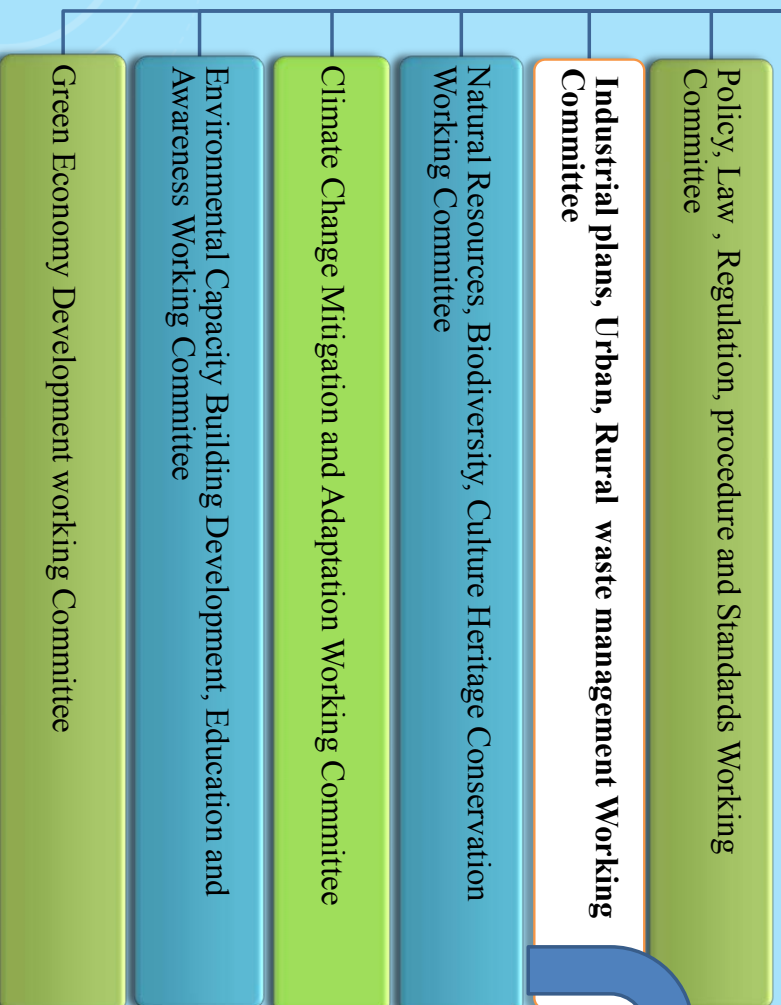 Policy, Law , Regulation, procedure and Standards Working
Committee
Industrial plans, Urban, Rural waste management Working
Committee
Natural Resources, Biodiversity, Culture Heritage Conservation
Working Committee
Climate Change Mitigation and Adaptation Working Committee
Environmental Capacity Building Development, Education and
Awareness Working Committee
Green Economy Development working Committee